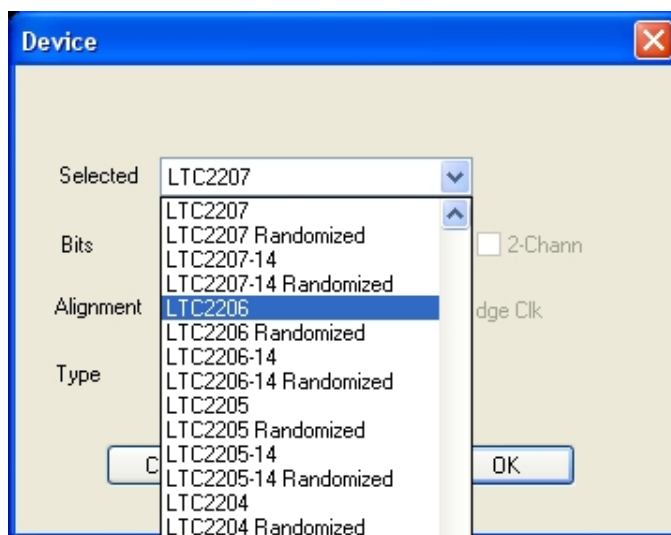 Device
Selected
LTC2207
LTC2207
LTC2207 Randomized
LTC2207-14
LTC2207-14 Randomized
LTC2206
LTC2206 Randomized
LTC2206-14
LTC2206-14 Randomized
LTC2205
LTC2205 Randomized
LTC2205-14
LTC2205-14 Randomized
LTC2204
LTC2204 Randomized
Bits
2-Chann
Alignment
dge Clk
Type
C
OK